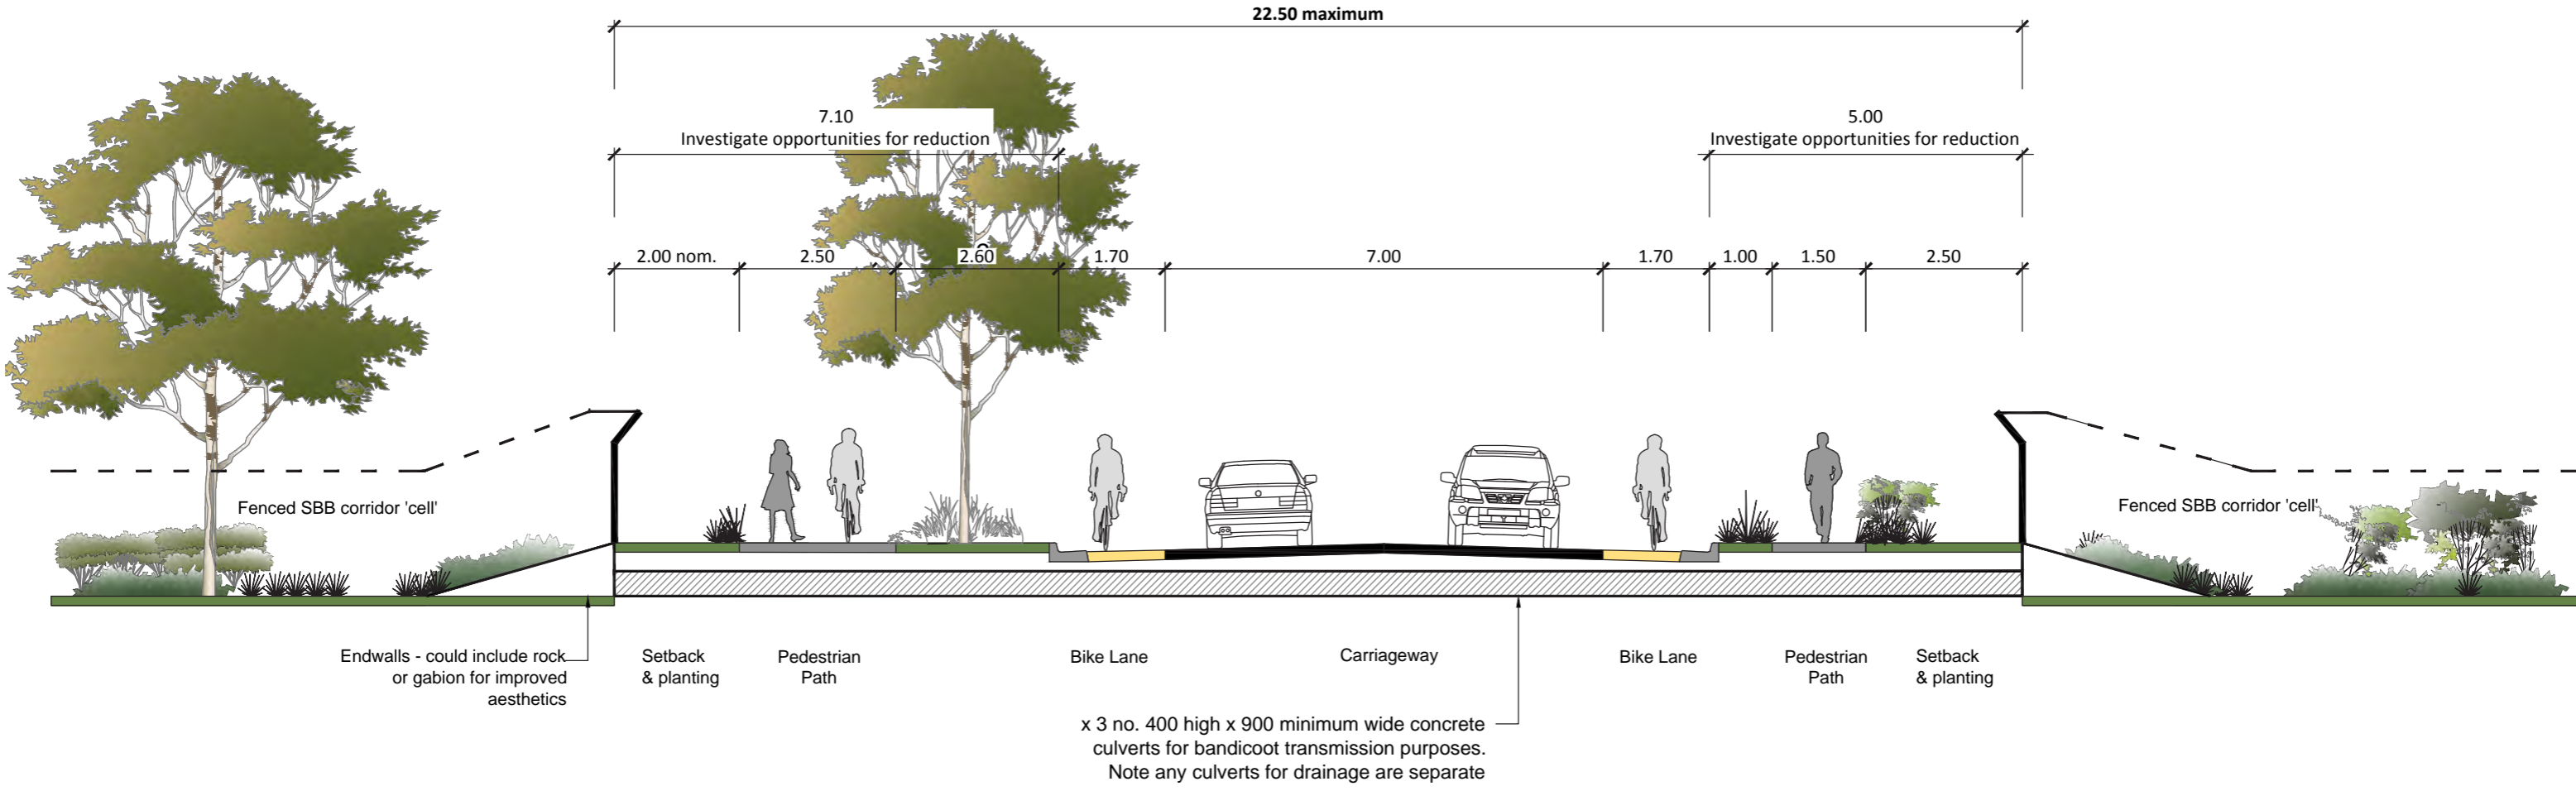 22.50 maximum
7.10
Investigate opportunities for reduction
5.00
Investigate opportunities for reduction
2.00 nom.
2.50
2.60
1.70
7.00
1.70
1.00
1.50
2.50
Fenced SBB corridor 'cell'
Fenced SBB corridor 'cell'
Endwalls - could include rock
or gabion for improved
aesthetics
Setback
& planting
Pedestrian
Path
Bike Lane
Carriageway
Bike Lane
Pedestrian
Path
Setback
& planting
x 3 no. 400 high x 900 minimum wide concrete
culverts for bandicoot transmission purposes.
Note any culverts for drainage are separate